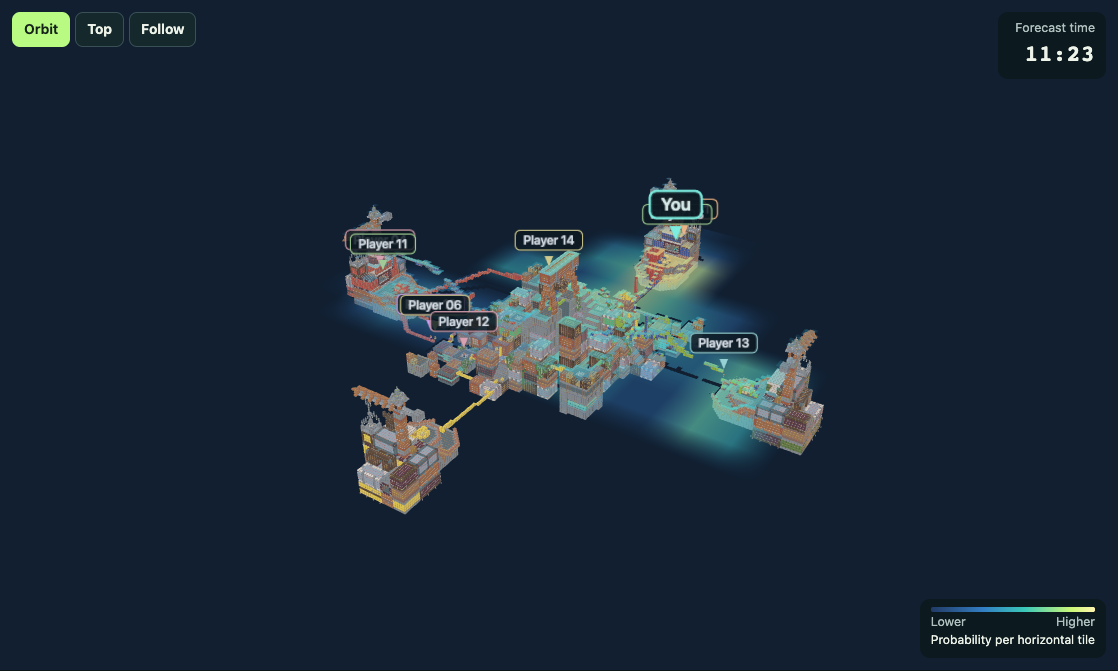 Orbit
Top
Follow
Forecast time
11:23
You
Player 11
Player 14
Player 06
Player 12
Player 13
Lower
Higher
Probability per horizontal tile